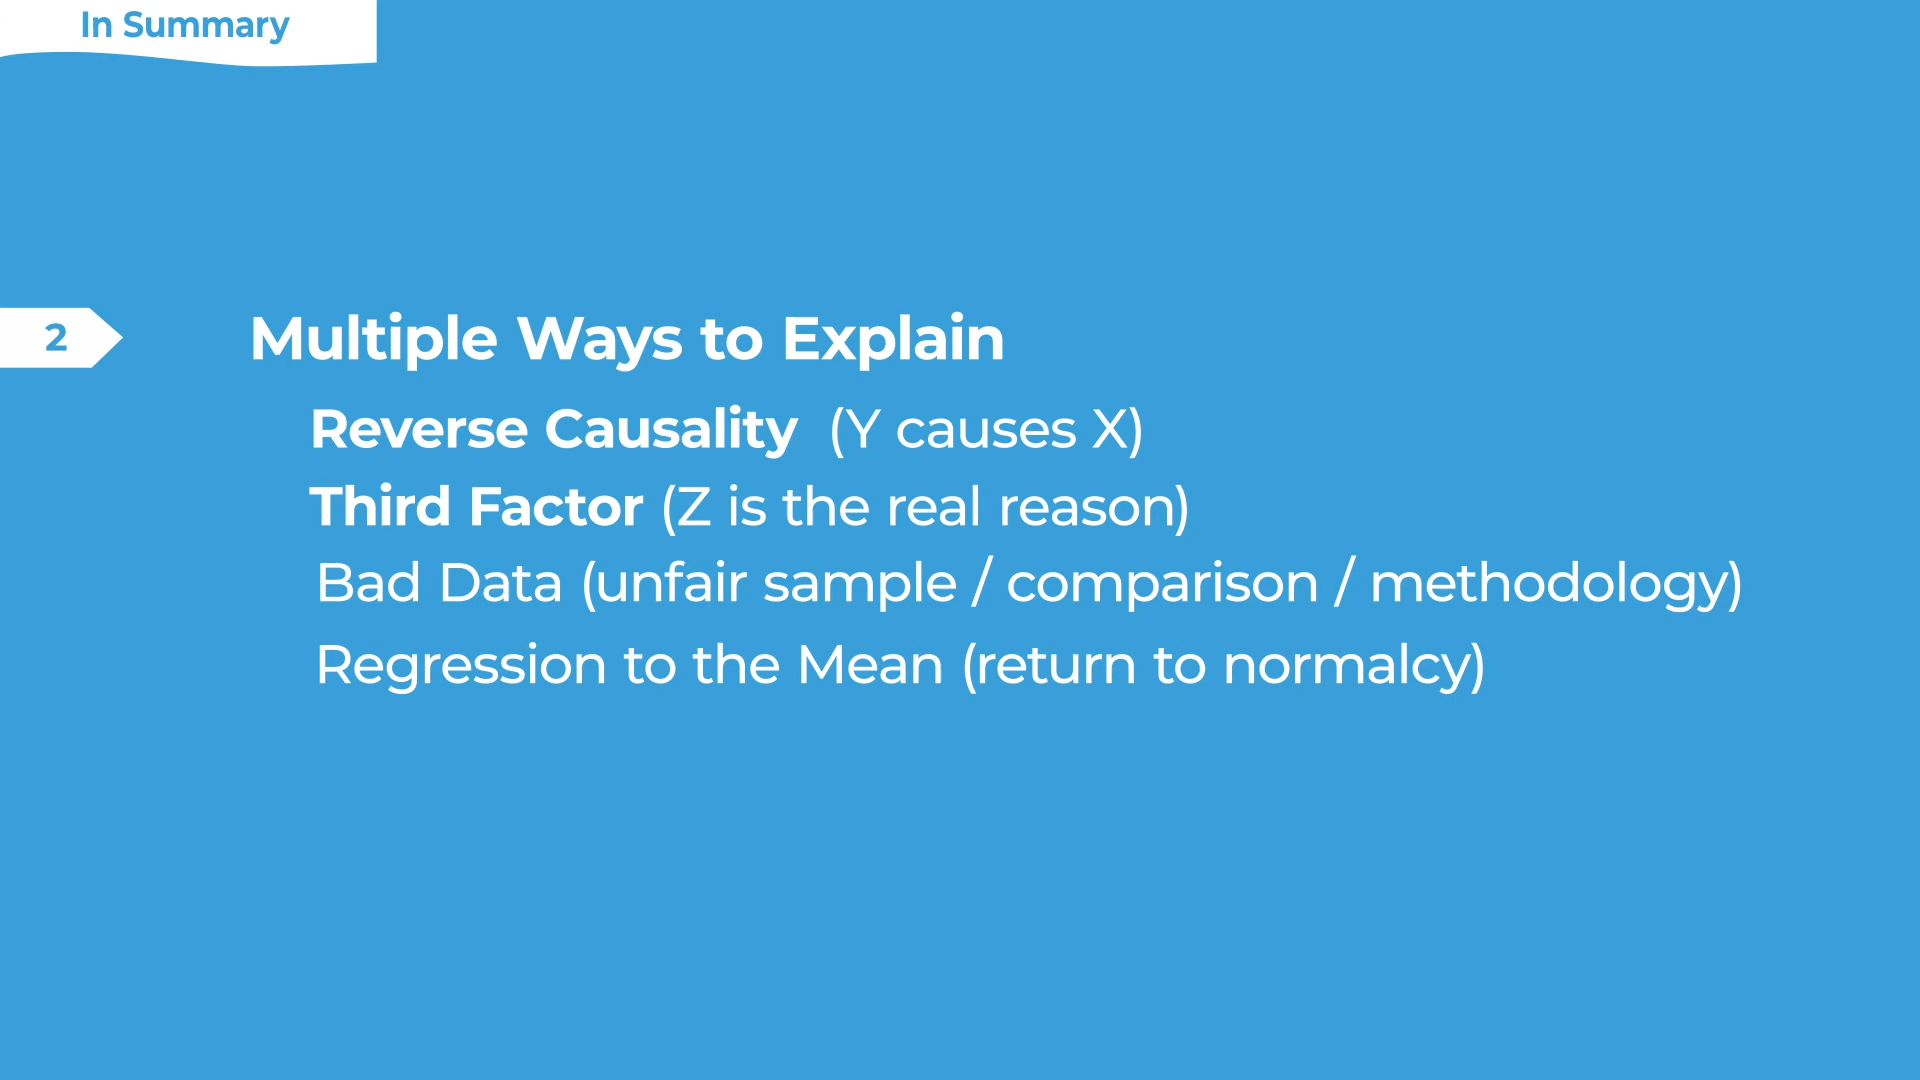 In Summary
2
Multiple Ways to Explain
Reverse Causality (Y causes X)
Third Factor (Z is the real reason)
Bad Data (unfair sample / comparison / methodology)
Regression to the Mean (return to normalcy)